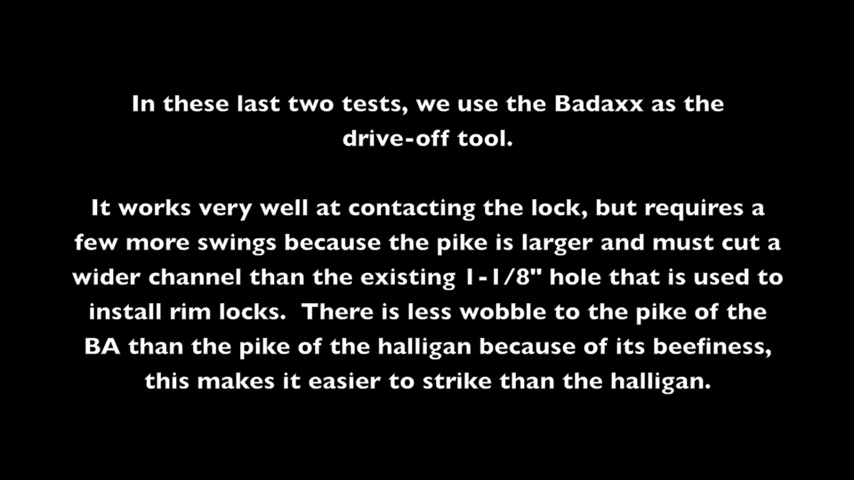 In these last two tests, we use the Badaxx as the
drive-off tool.
It works very well at contacting the lock, but requires a
few more swings because the pike is larger and must cut a
wider channel than the existing 1-1/8" hole that is used to
install rim locks.  There is less wobble to the pike of the
BA than the pike of the halligan because of its beefiness,
this makes it easier to strike than the halligan.